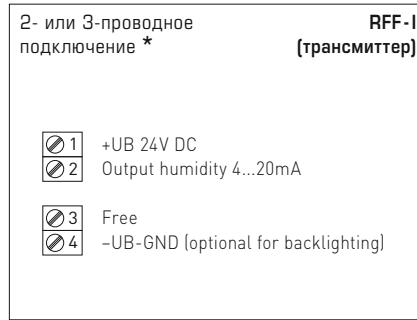 2- или 3-проводное RFF-I
подключение * (трансмиттер)
1 +UB 24V DC
2 Output humidity 4...20mA
3 Free
4 –UB-GND (optional for backlighting)